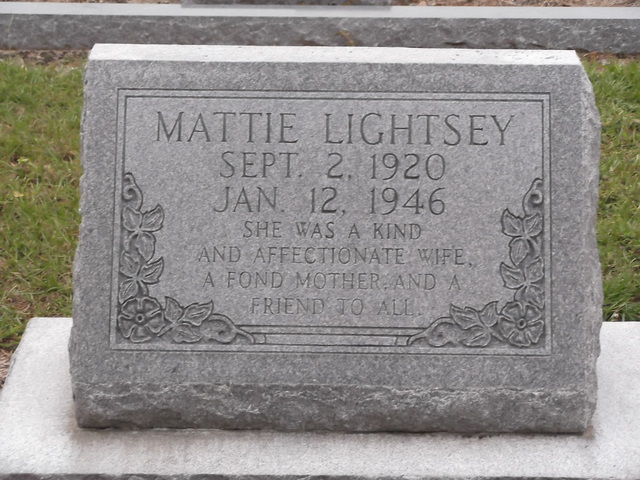 MATTIE LIGHTSEY
SEPT. 2, 1920
JAN. 12, 1946
SHE WAS A KIND
AND AFFECTIONATE WIFE,
A FOND MOTHER, AND A
FRIEND TO ALL.